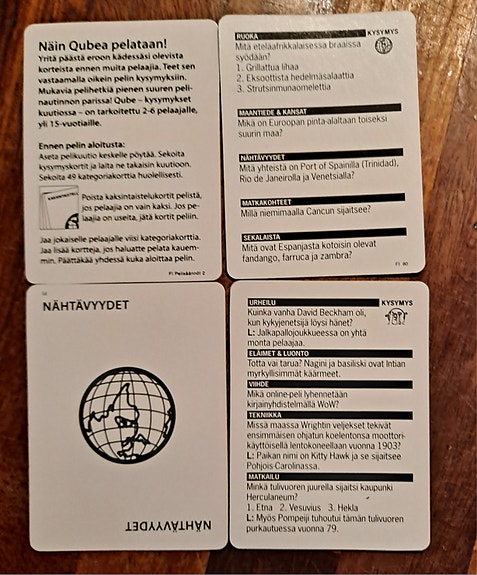 Näin Qubea pelataan!
Yritä päästä eroon kädessäsi olevista
korteista ennen muita pelaajia. Teet sen
vastaamalla oikein pelin kysymyksiin.
Mukavia pelihetkiä pienen suuren peli-
nautinnon parissa! Qube – kysymykset
kuutiossa – on tarkoitettu 2-6 pelaajalle,
yli 15-vuotiaille.
Ennen pelin aloitusta:
Aseta pelikuutio keskelle pöytää. Sekoita
kysymyskortit ja laita ne takaisin kuutioon.
Sekoita 49 kategoriakorttia huolellisesti.
Poista kaksintaistelukortit pelistä,
jos pelaajia on vain kaksi. Jos pe-
laajia on useita, jätä kortit peliin.
Jaa jokaiselle pelaajalle viisi kategoriakorttia.
Jaa lisää kortteja, jos haluatte pelata kauem-
min. Päättäkää yhdessä kuka aloittaa pelin.
FI Pelisäännöt 2
RUOKA
KYSYMYS
Mitä eteläafrikkalaisessa braaissa
syödään?
1. Grillattua lihaa
2. Eksoottista hedelmäsalaattia
3. Strutsinmunaomelettia
MAANTIEDE & KANSAT
Mikä on Euroopan pinta-alaltaan toiseksi
suurin maa?
NÄHTÄVYYDET
Mitä yhteistä on Port of Spainilla (Trinidad),
Rio de Janeirolla ja Venetsialla?
MATKAKOHTEET
Millä niemimaalla Cancun sijaitsee?
SEKALAISTA
Mitä ovat Espanjasta kotoisin olevat
fandango, farruca ja zambra?
FI 60
NÄHTÄVYYDET
NÄHTÄVYYDET
URHEILU
KYSYMYS
Kuinka vanha David Beckham oli,
kun kykyjenetsijä löysi hänet?
L: Jalkapallojoukkueessa on yhtä
monta pelaajaa.
ELÄIMET & LUONTO
Totta vai tarua? Nagini ja basiliski ovat Intian
myrkyllisimmät käärmeet.
VIIHDE
Mikä online-peli lyhennetään
kirjainyhdistelmällä WoW?
TEKNIIKKA
Missä maassa Wrightin veljekset tekivät
ensimmäisen ohjatun koelentonsa moottori-
käyttöisellä lentokoneellaan vuonna 1903?
L: Paikan nimi on Kitty Hawk ja se sijaitsee
Pohjois-Carolinassa.
MATKAILU
Minkä tulivuoren juurella sijaitsi kaupunki
Herculaneum?
1. Etna 2. Vesuvius 3. Hekla
L: Myös Pompeiji tuhoutui tämän tulivuoren
purkautuessa vuonna 79.